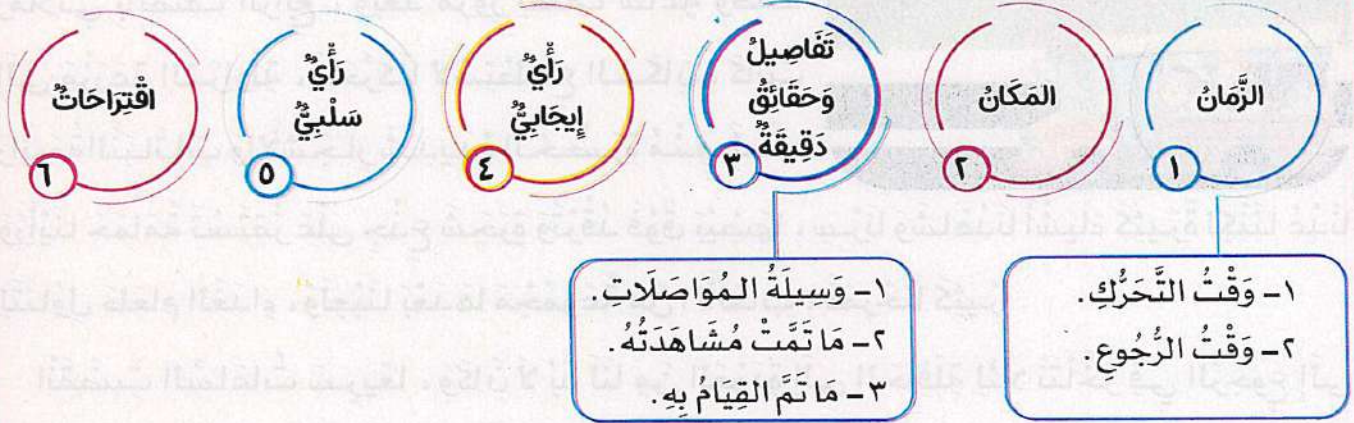 الزَّمَانُ
١
المَكَانُ
٢
تَفَاصِيلُ
وَحَقَائِقُ
دَقِيقَةٌ
٣
رَأْيٌ
إِيجَابِيٌّ
٤
رَأْيٌ
سَلْبِيٌّ
٥
اقْتِرَاحَاتٌ
٦
١- وَقْتُ التَّحَرُّكِ.
٢- وَقْتُ الرُّجُوعِ.
١- وَسِيلَةُ المُوَاصَلَاتِ.
٢- مَا تَمَّتْ مُشَاهَدَتُهُ.
٣- مَا تَمَّ القِيَامُ بِهِ.